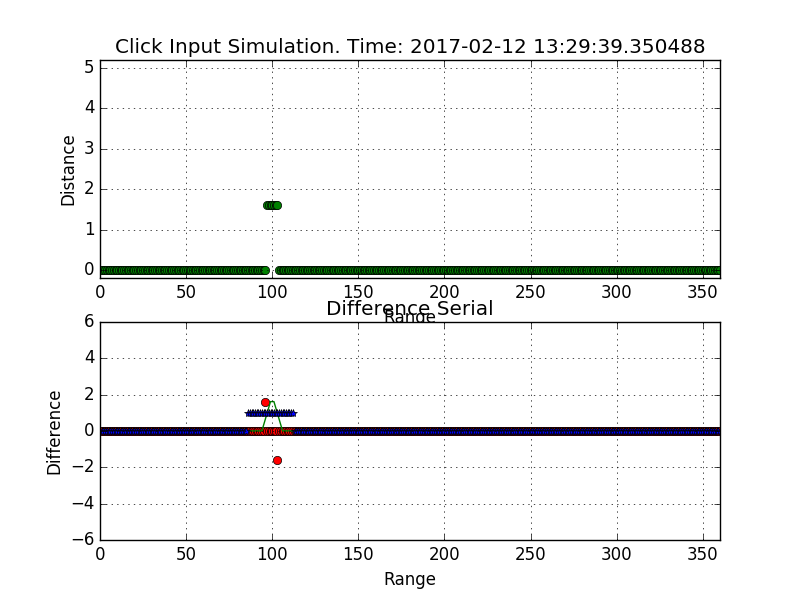 Click Input Simulation. Time: 2017-02-12 13:29:39.350488
5
4
3
2
1
0
Distance
0 50 100 150 200 250 300 350
Range
Difference Serial
6
4
2
0
−2
−4
−6
Difference
0 50 100 150 200 250 300 350
Range